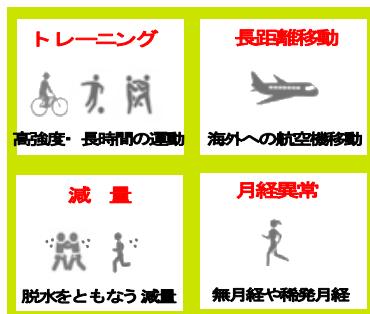 トレーニング
高強度・長時間の運動
長距離移動
海外への航空機移動
減　量
脱水をともなう減量
月経異常
無月経や稀発月経